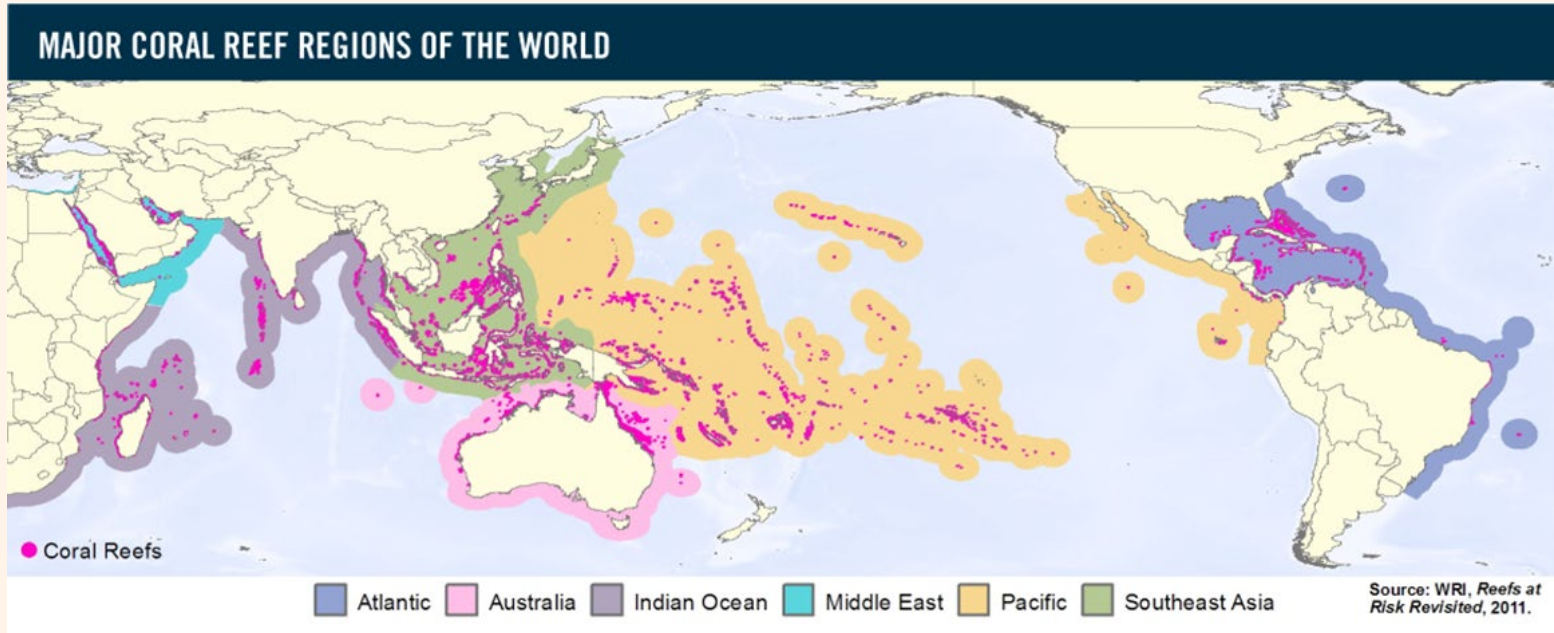 MAJOR CORAL REEF REGIONS OF THE WORLD
Coral Reefs
Atlantic
Australia
Indian Ocean
Middle East
Pacific
Southeast Asia
Source: WRI, Reefs at
Risk Revisited, 2011.